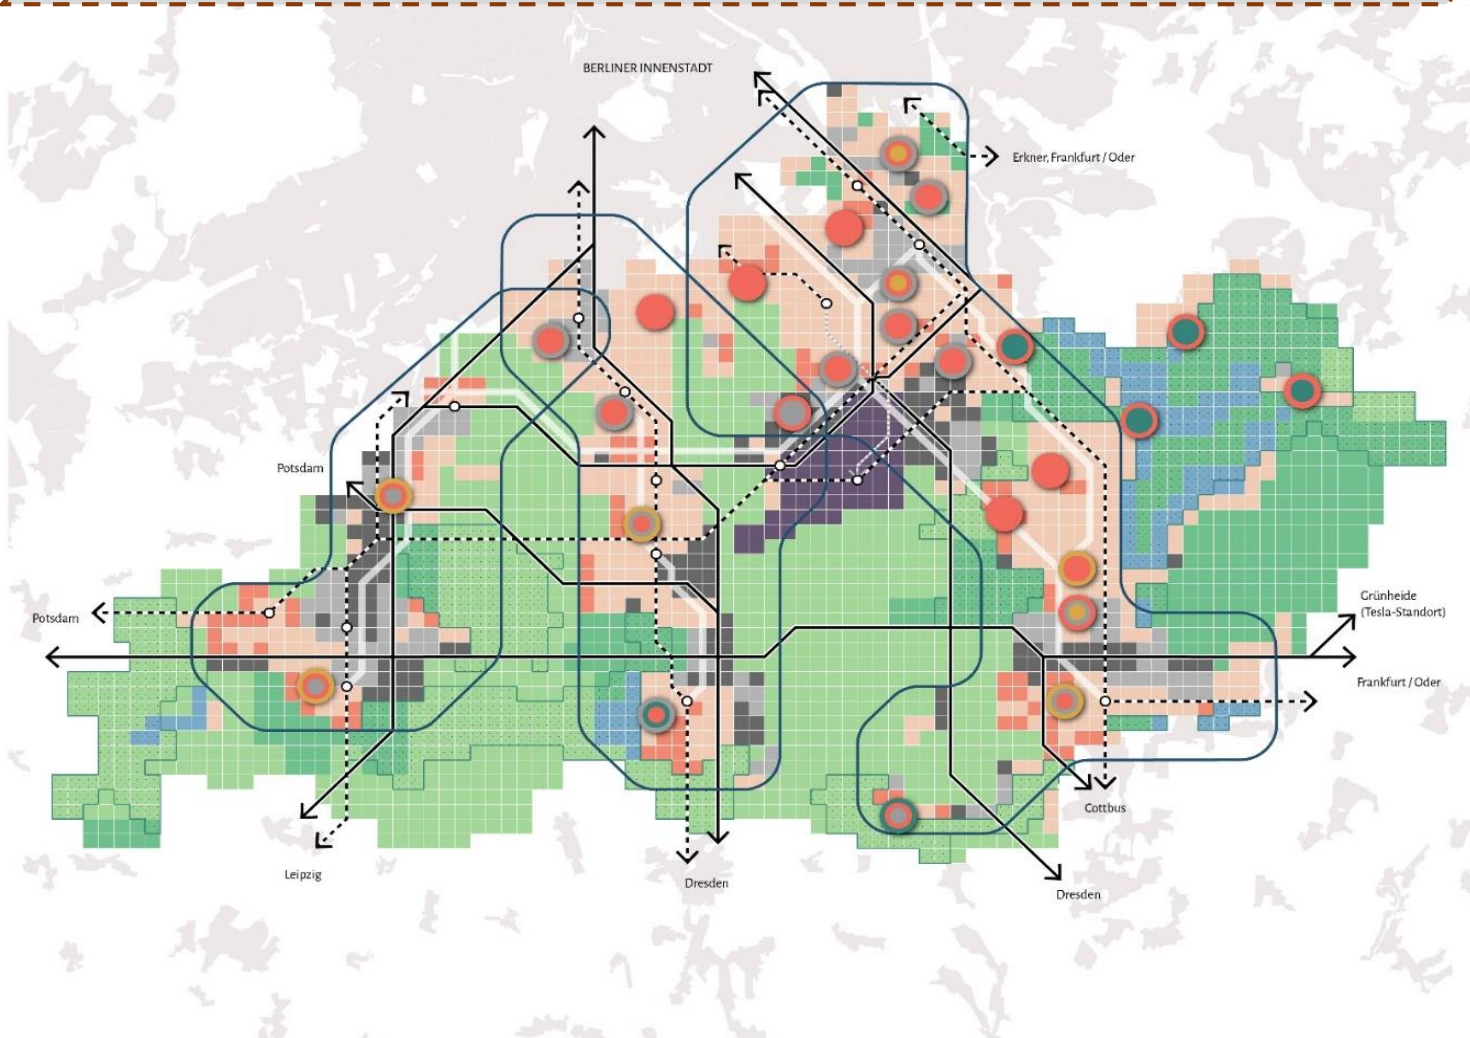 BERLINER INNENSTADT
Erkner, Frankfurt / Oder
Potsdam
Potsdam
Grünheide
(Tesla-Standort)
Frankfurt / Oder
Cottbus
Leipzig
Dresden
Dresden